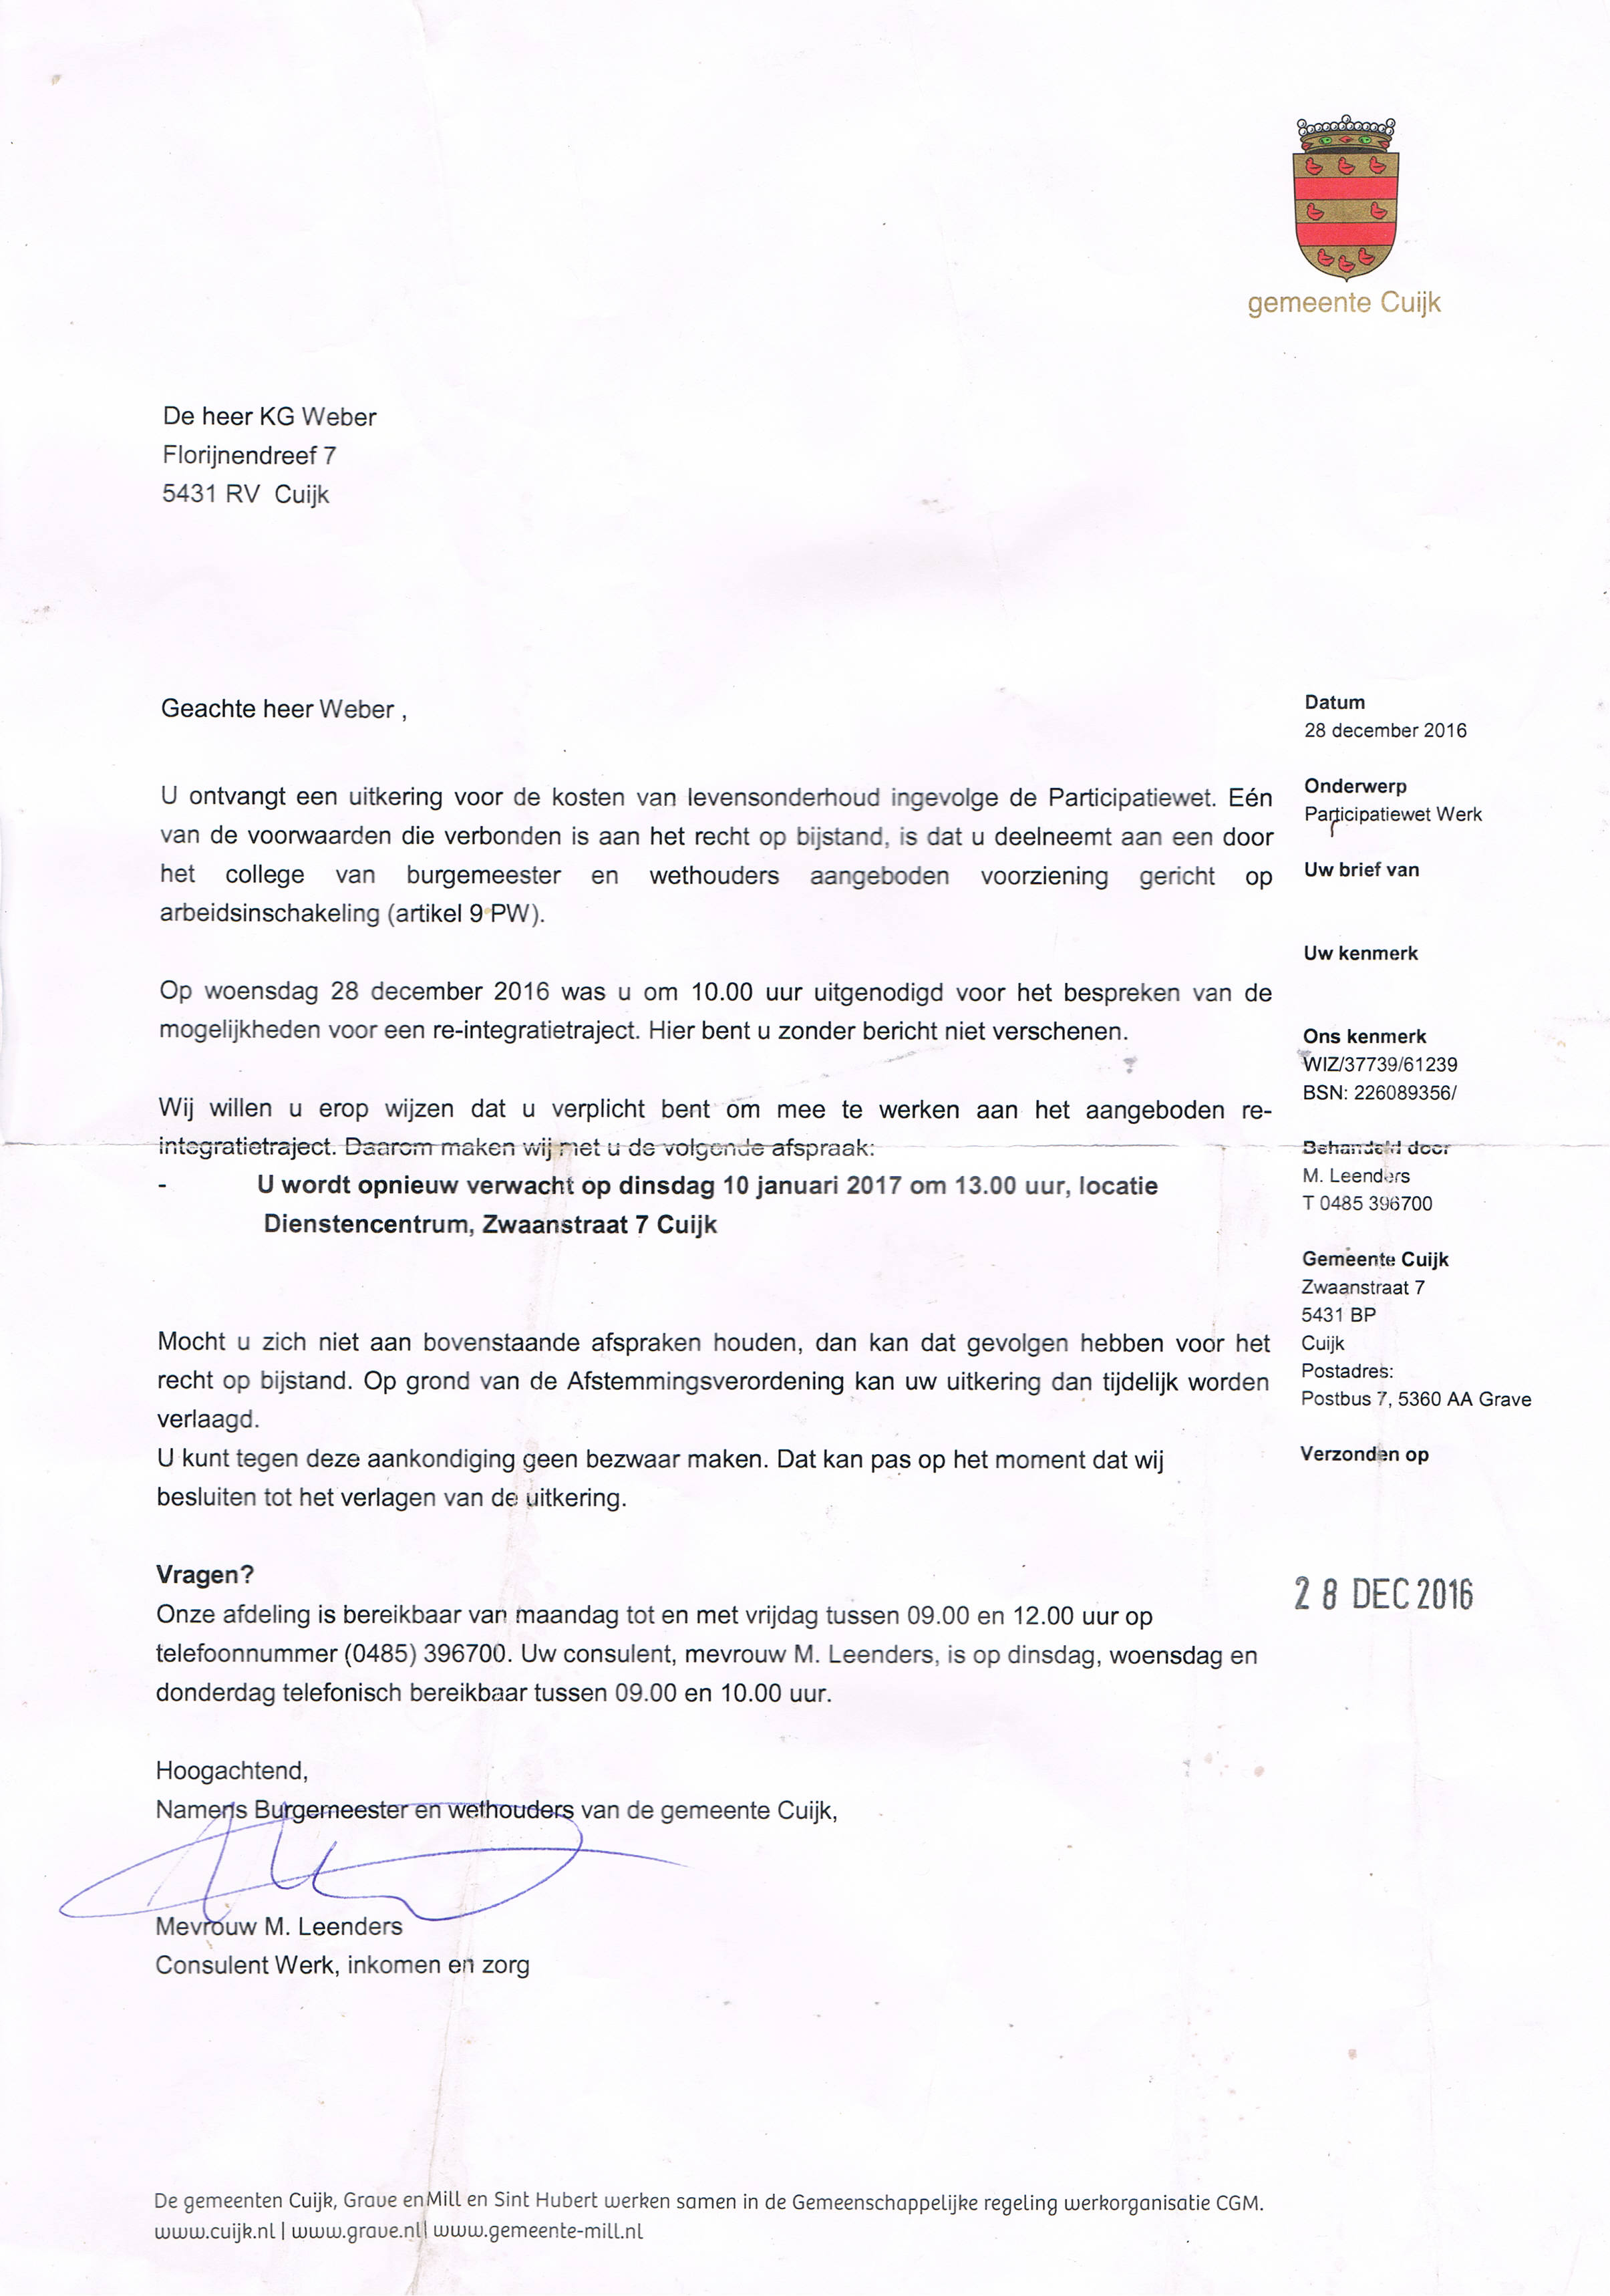 gemeente Cuijk
De heer KG Weber
Florijnendreef 7
5431 RV Cuijk
Geachte heer Weber ,
U ontvangt een uitkering voor de kosten van levensonderhoud ingevolge de Participatiewet. Eén
van de voorwaarden die verbonden is aan het recht op bijstand, is dat u deelneemt aan een door
het college van burgemeester en wethouders aangeboden voorziening gericht op
arbeidsinschakeling (artikel 9 PW).
Op woensdag 28 december 2016 was u om 10.00 uur uitgenodigd voor het bespreken van de
mogelijkheden voor een re-integratietraject. Hier bent u zonder bericht niet verschenen.
Wij willen u erop wijzen dat u verplicht bent om mee te werken aan het aangeboden re-
integratietraject. Daarom maken wij met u de volgende afspraak:
- U wordt opnieuw verwacht op dinsdag 10 januari 2017 om 13.00 uur, locatie
Dienstencentrum, Zwaanstraat 7 Cuijk
Mocht u zich niet aan bovenstaande afspraken houden, dan kan dat gevolgen hebben voor het
recht op bijstand. Op grond van de Afstemmingsverordening kan uw uitkering dan tijdelijk worden
verlaagd.
U kunt tegen deze aankondiging geen bezwaar maken. Dat kan pas op het moment dat wij
besluiten tot het verlagen van de uitkering.
Vragen?
Onze afdeling is bereikbaar van maandag tot en met vrijdag tussen 09.00 en 12.00 uur op
telefoonnummer (0485) 396700. Uw consulent, mevrouw M. Leenders, is op dinsdag, woensdag en
donderdag telefonisch bereikbaar tussen 09.00 en 10.00 uur.
Hoogachtend,
Namens Burgemeester en wethouders van de gemeente Cuijk,
Mevrouw M. Leenders
Consulent Werk, inkomen en zorg
Datum
28 december 2016
Onderwerp
Participatiewet Werk
Uw brief van
Uw kenmerk
Ons kenmerk
WIZ/37739/61239
BSN: 226089356/
Behandeld door
M. Leenders
T 0485 396700
Gemeente Cuijk
Zwaanstraat 7
5431 BP
Cuijk
Postadres:
Postbus 7, 5360 AA Grave
Verzonden op
28 DEC 2016
De gemeenten Cuijk, Grave en Mill en Sint Hubert werken samen in de Gemeenschappelijke regeling werkorganisatie CGM.
www.cuijk.nl | www.grave.nl | www.gemeente-mill.nl